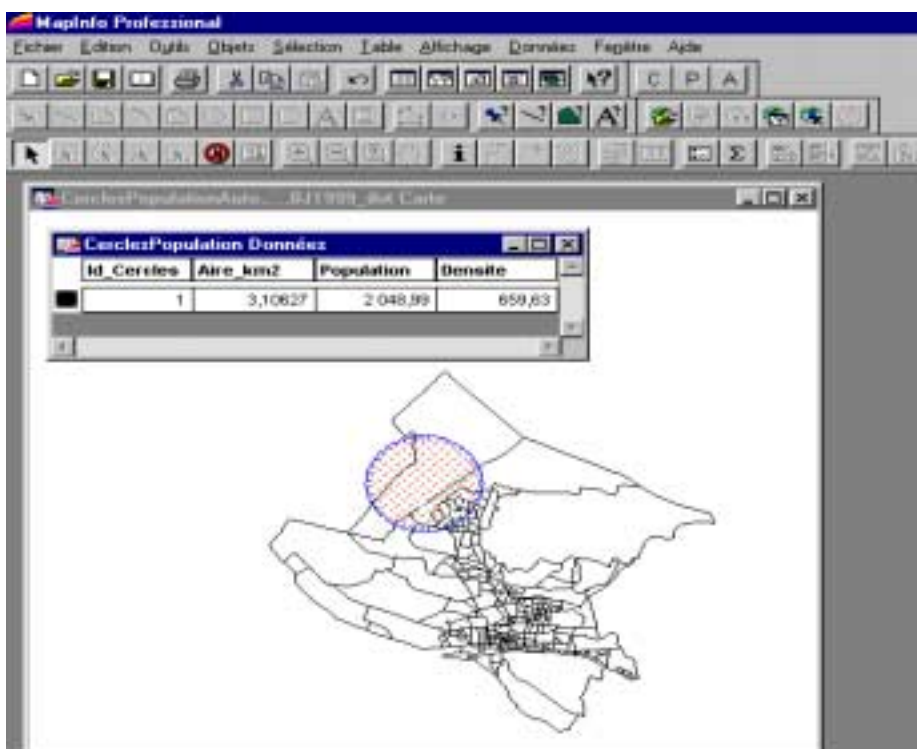 MapInfo Professional
Fichier Edition Outils Objets Sélection Table Affichage Données Fenêtre Aide
C P A
CerclesPopulation Données
Id_Cercles Aire_km2 Population Densite
1 3,10627 2 048,99 659,63